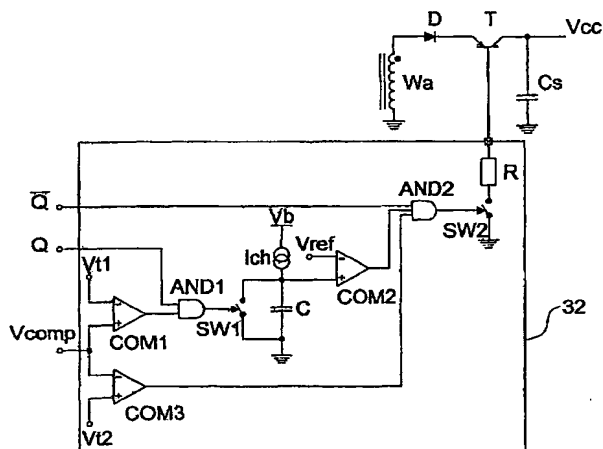 D T Vcc
Wa Cs
R
Q AND2
Vb
Q Ich Vref SW2
Vt1 AND1
COM2
C
SW1
Vcomp COM1 32
COM3
Vt2